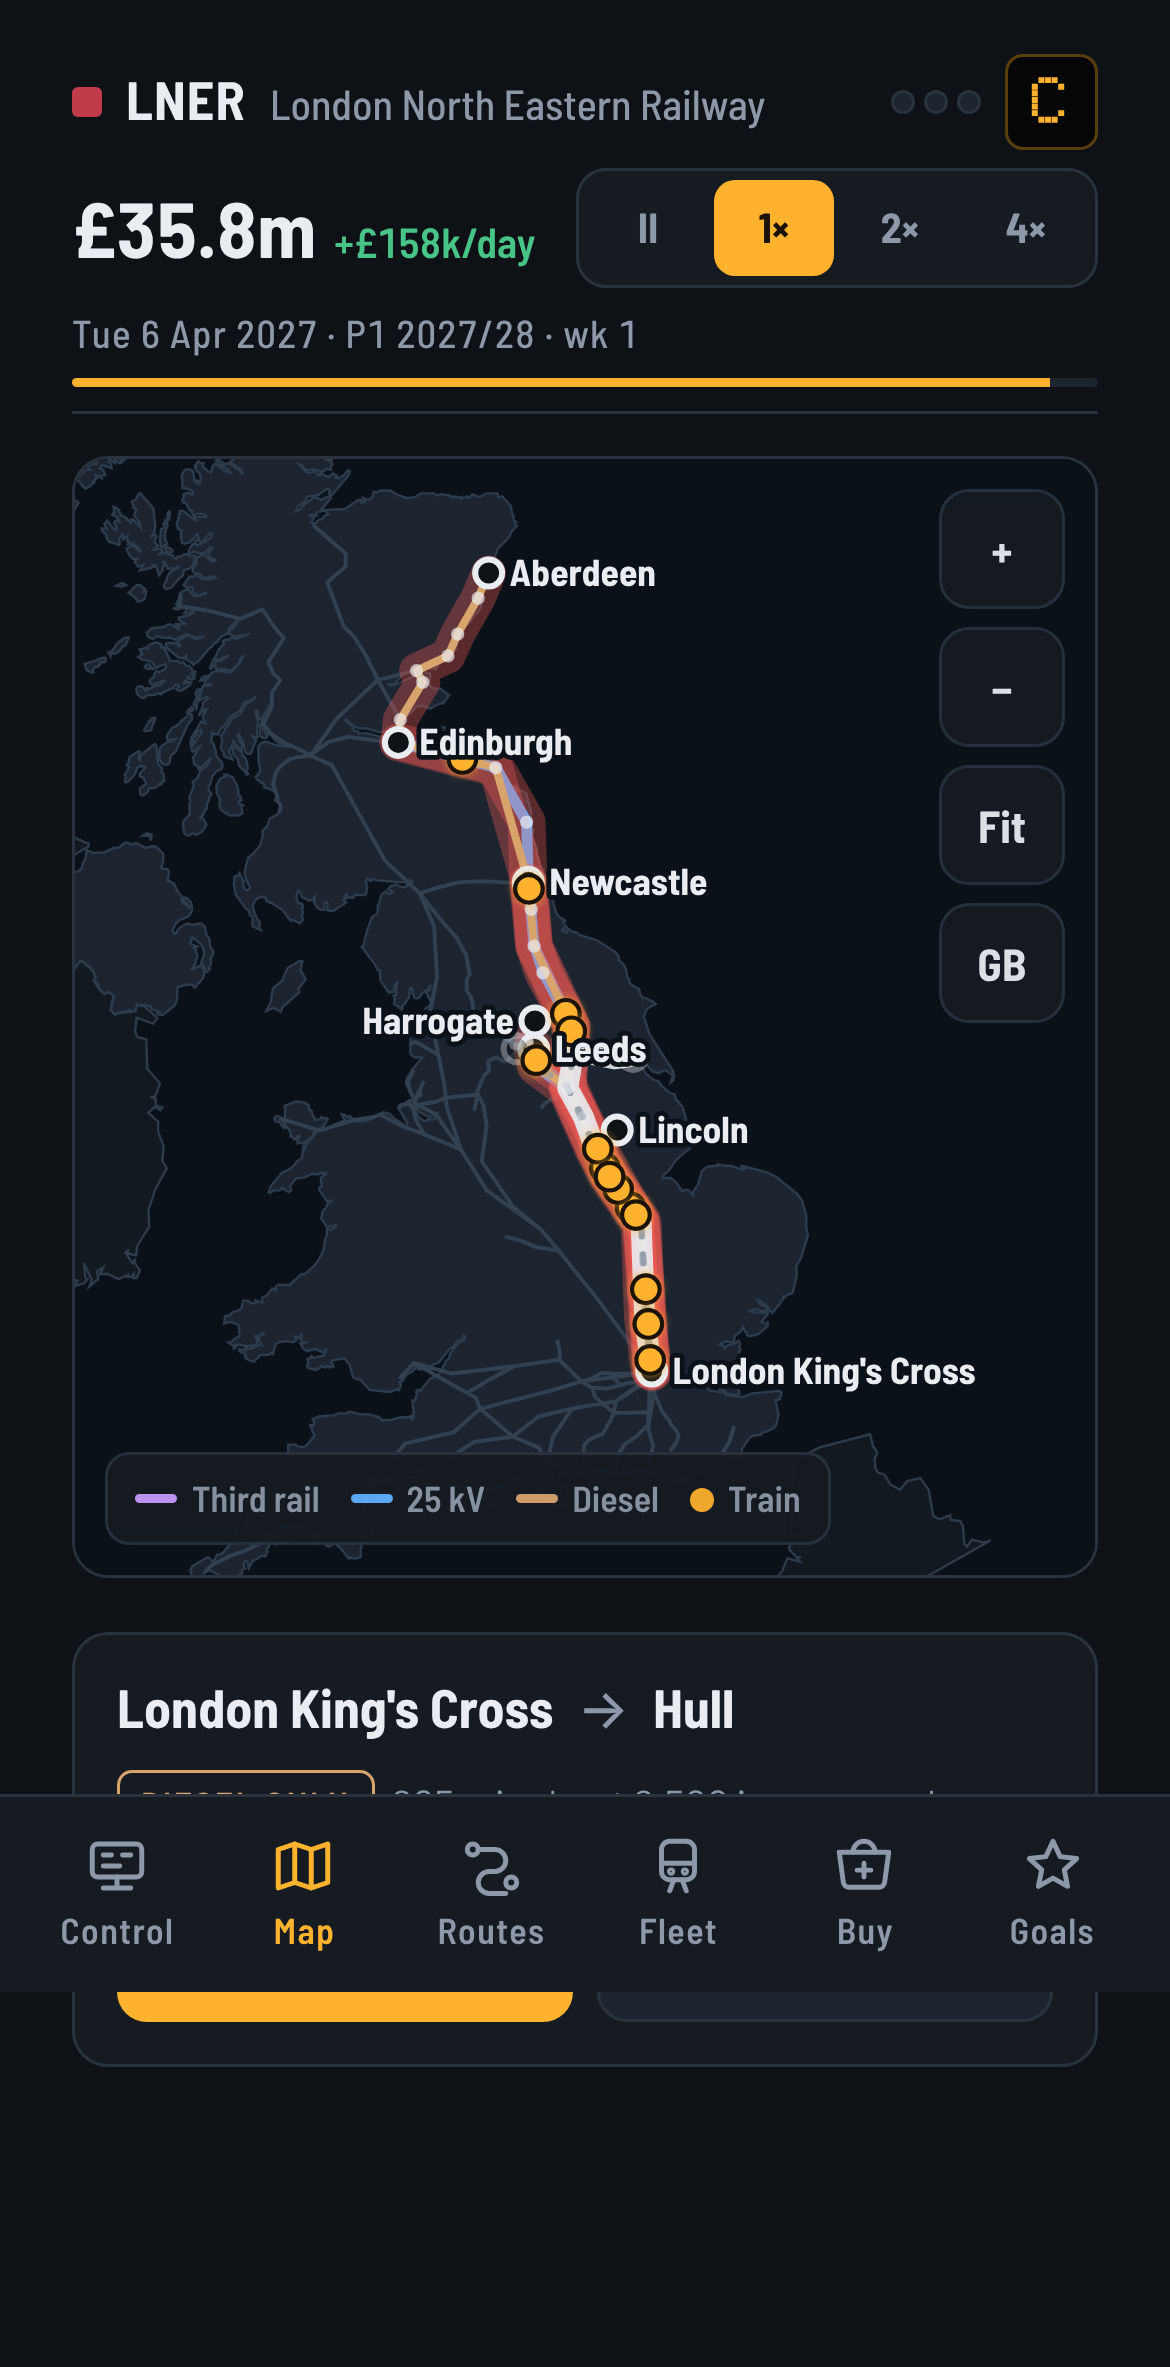 LNER London North Eastern Railway C
£35.8m +£158k/day 1× 2× 4×
Tue 6 Apr 2027 · P1 2027/28 · wk 1
+
Aberdeen
−
Edinburgh
Fit
Newcastle
GB
Harrogate
Leeds
Lincoln
London King's Cross
Third rail 25 kV Diesel Train
London King's Cross → Hull
Control Map Routes Fleet Buy Goals